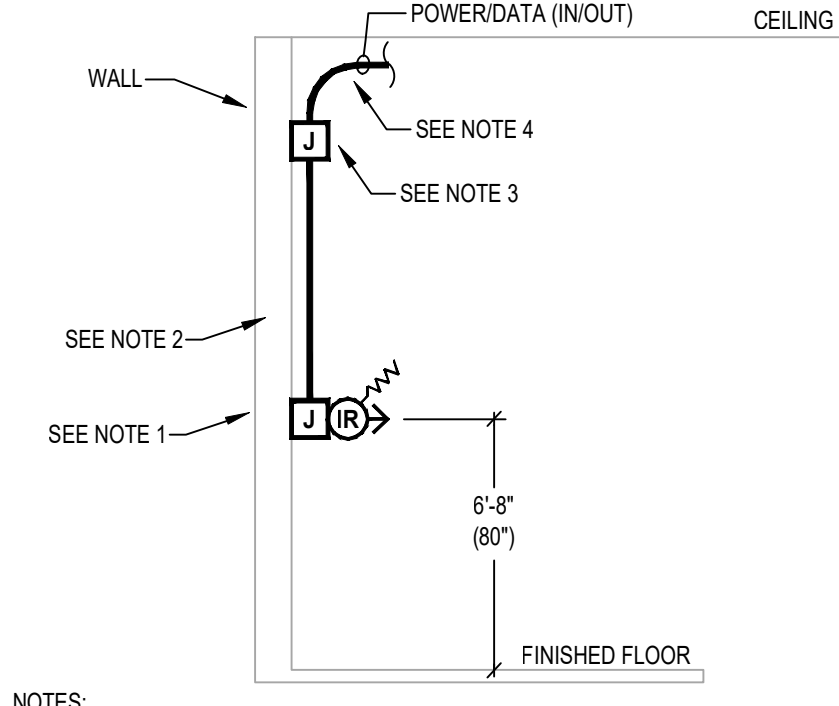 POWER/DATA (IN/OUT)
CEILING
WALL
SEE NOTE 4
J
SEE NOTE 3
SEE NOTE 2
SEE NOTE 1
J
IR
6'-8"
(80")
FINISHED FLOOR
NOTES: